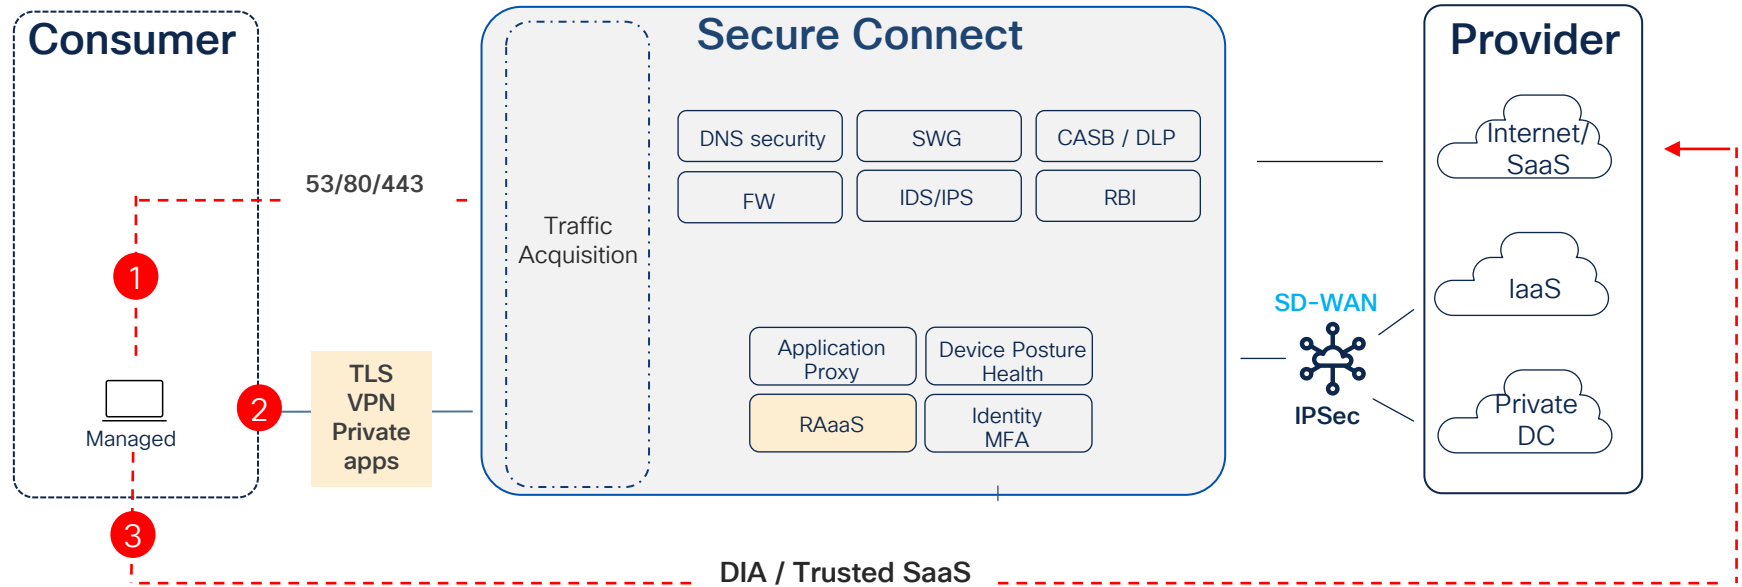 Consumer
Secure Connect
Provider
DNS security
SWG
CASB / DLP
FW
IDS/IPS
RBI
Internet/
SaaS
53/80/443
Traffic
Acquisition
1
IaaS
SD-WAN
Application
Proxy
Device Posture
Health
RAaaS
Identity
MFA
IPSec
Private
DC
TLS
VPN
Private
apps
2
Managed
3
DIA / Trusted SaaS